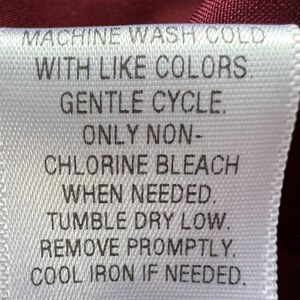 MACHINE WASH COLD
WITH LIKE COLORS.
GENTLE CYCLE.
ONLY NON-
CHLORINE BLEACH
WHEN NEEDED.
TUMBLE DRY LOW.
REMOVE PROMPTLY.
COOL IRON IF NEEDED.